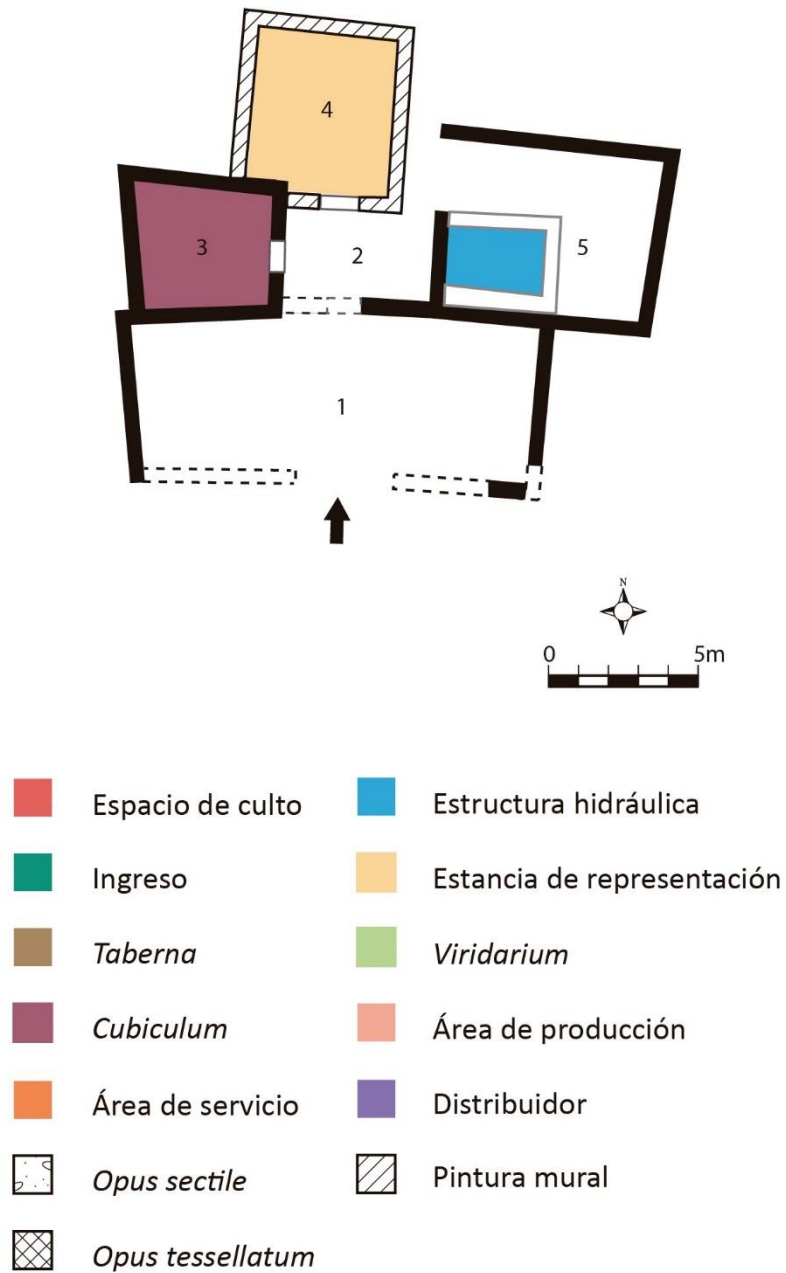 4
3
2
5
1
N
0 5m
Espacio de culto
Estructura hidráulica
Ingreso
Estancia de representación
Taberna
Viridarium
Cubiculum
Área de producción
Área de servicio
Distribuidor
Opus sectile
Pintura mural
Opus tessellatum